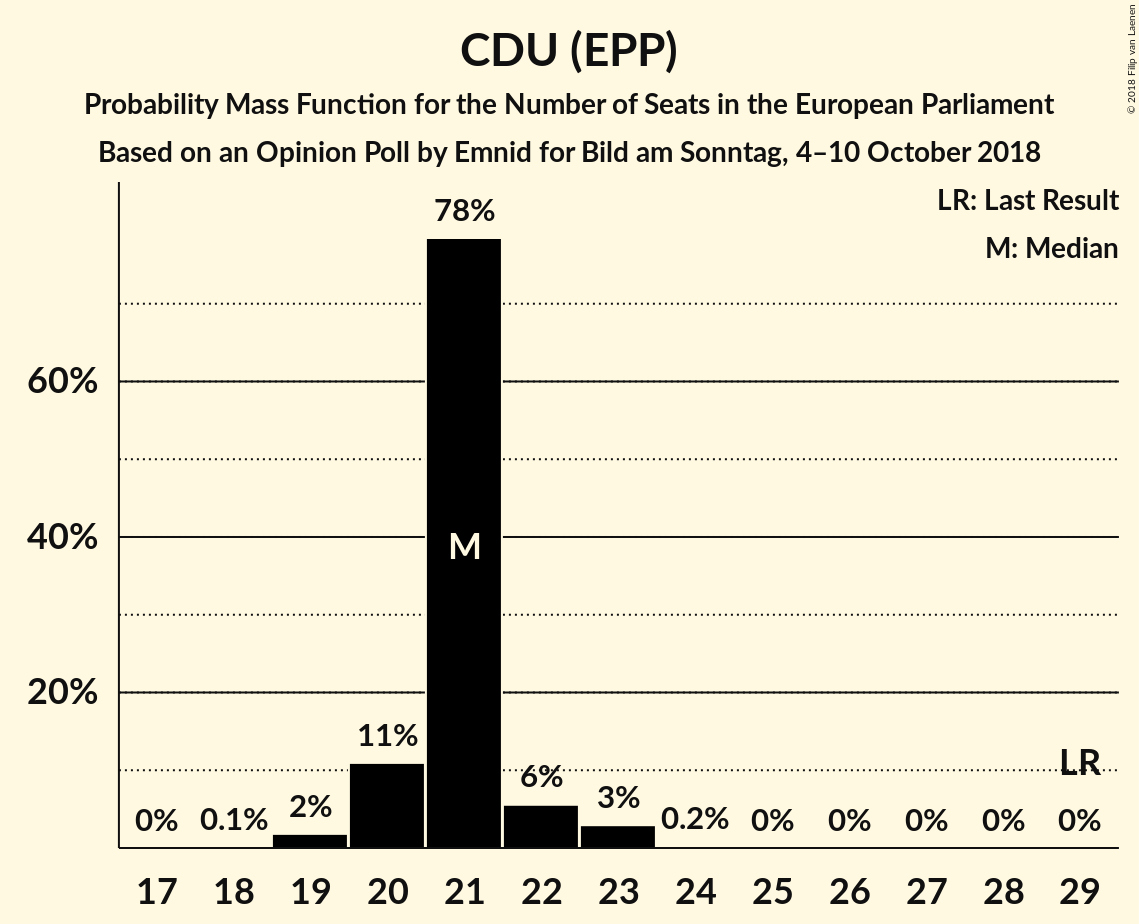 CDU (EPP)
Probability Mass Function for the Number of Seats in the European Parliament
Based on an Opinion Poll by Emnid for Bild am Sonntag, 4–10 October 2018
© 2018 Filip van Laenen
LR: Last Result
M: Median
78%
60%
40%
M
20%
11%
LR
6%
3%
2%
0% 0.1% 0.2% 0% 0% 0% 0% 0%
17 18 19 20 21 22 23 24 25 26 27 28 29